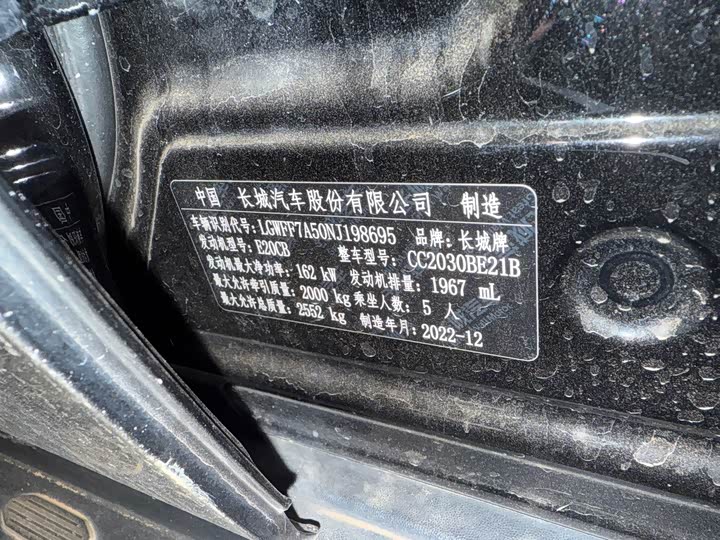 中国 长城汽车股份有限公司 制造
车辆识别代号: LGWFF7A50NJ198695 品牌: 长城牌
发动机型号: E20CB 整车型号: CC2030BE21B
发动机最大净功率: 162 kW 发动机排量: 1967 mL
最大允许牵引质量: 2000 kg 乘坐人数: 5 人
最大允许总质量: 2552 kg 制造年月: 2022-12